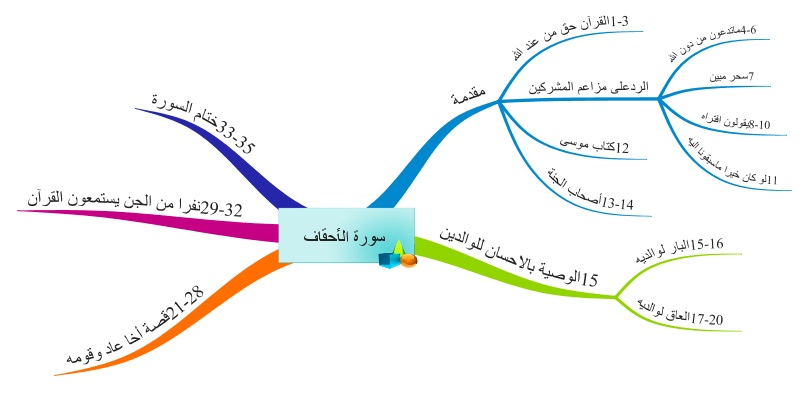 سورة الأحقاف
مقدمة
1-3القرآن حق من عند الله
الردعلى مزاعم المشركين
4-6ماتدعون من دون الله
7سحر مبين
8-10يقولون افتراه
11لو كان خيرا ماسبقونا اليه
12كتاب موسى
13-14أصحاب الجنة
15الوصية بالاحسان للوالدين
15-16البار لوالديه
17-20العاق لوالديه
21-28قصة أخا عاد وقومه
29-32نفرا من الجن يستمعون القرآن
33-35ختام السورة